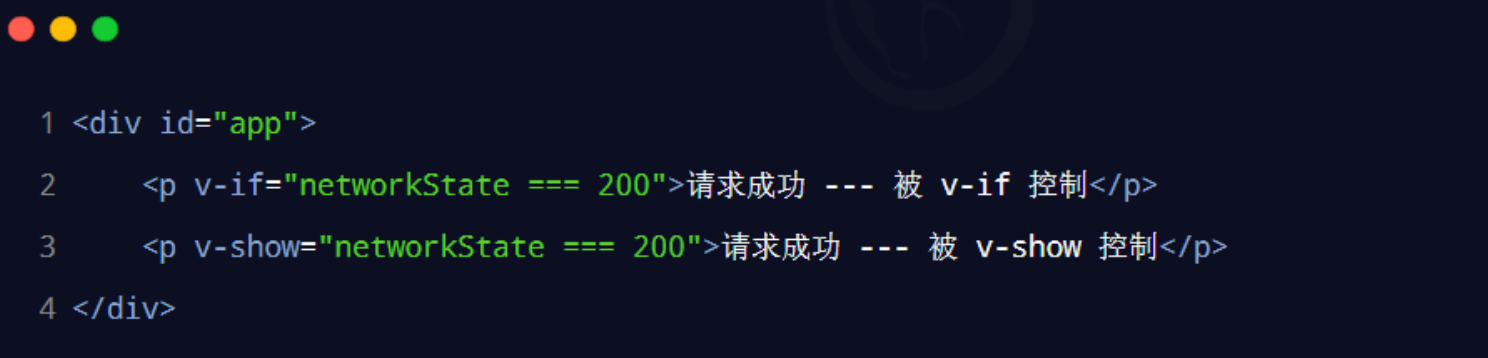 1 <div id="app">
2 <p v-if="networkState === 200">请求成功 --- 被 v-if 控制</p>
3 <p v-show="networkState === 200">请求成功 --- 被 v-show 控制</p>
4 </div>